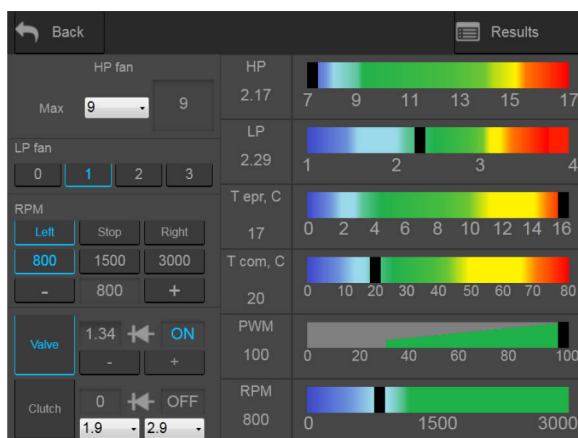 Back
Results
HP fan
Max 9 9
LP fan
0 1 2 3
RPM
Left Stop Right
800 1500 3000
- 800 +
Valve 1.34 ON
- +
Clutch 0 OFF
1.9 2.9
HP
2.17
7 9 11 13 15 17
LP
2.29
1 2 3 4
T epr, C
17
0 2 4 6 8 10 12 14 16
T com, C
20
0 10 20 30 40 50 60 70 80
PWM
100
0 20 40 60 80 100
RPM
800
0 1500 3000